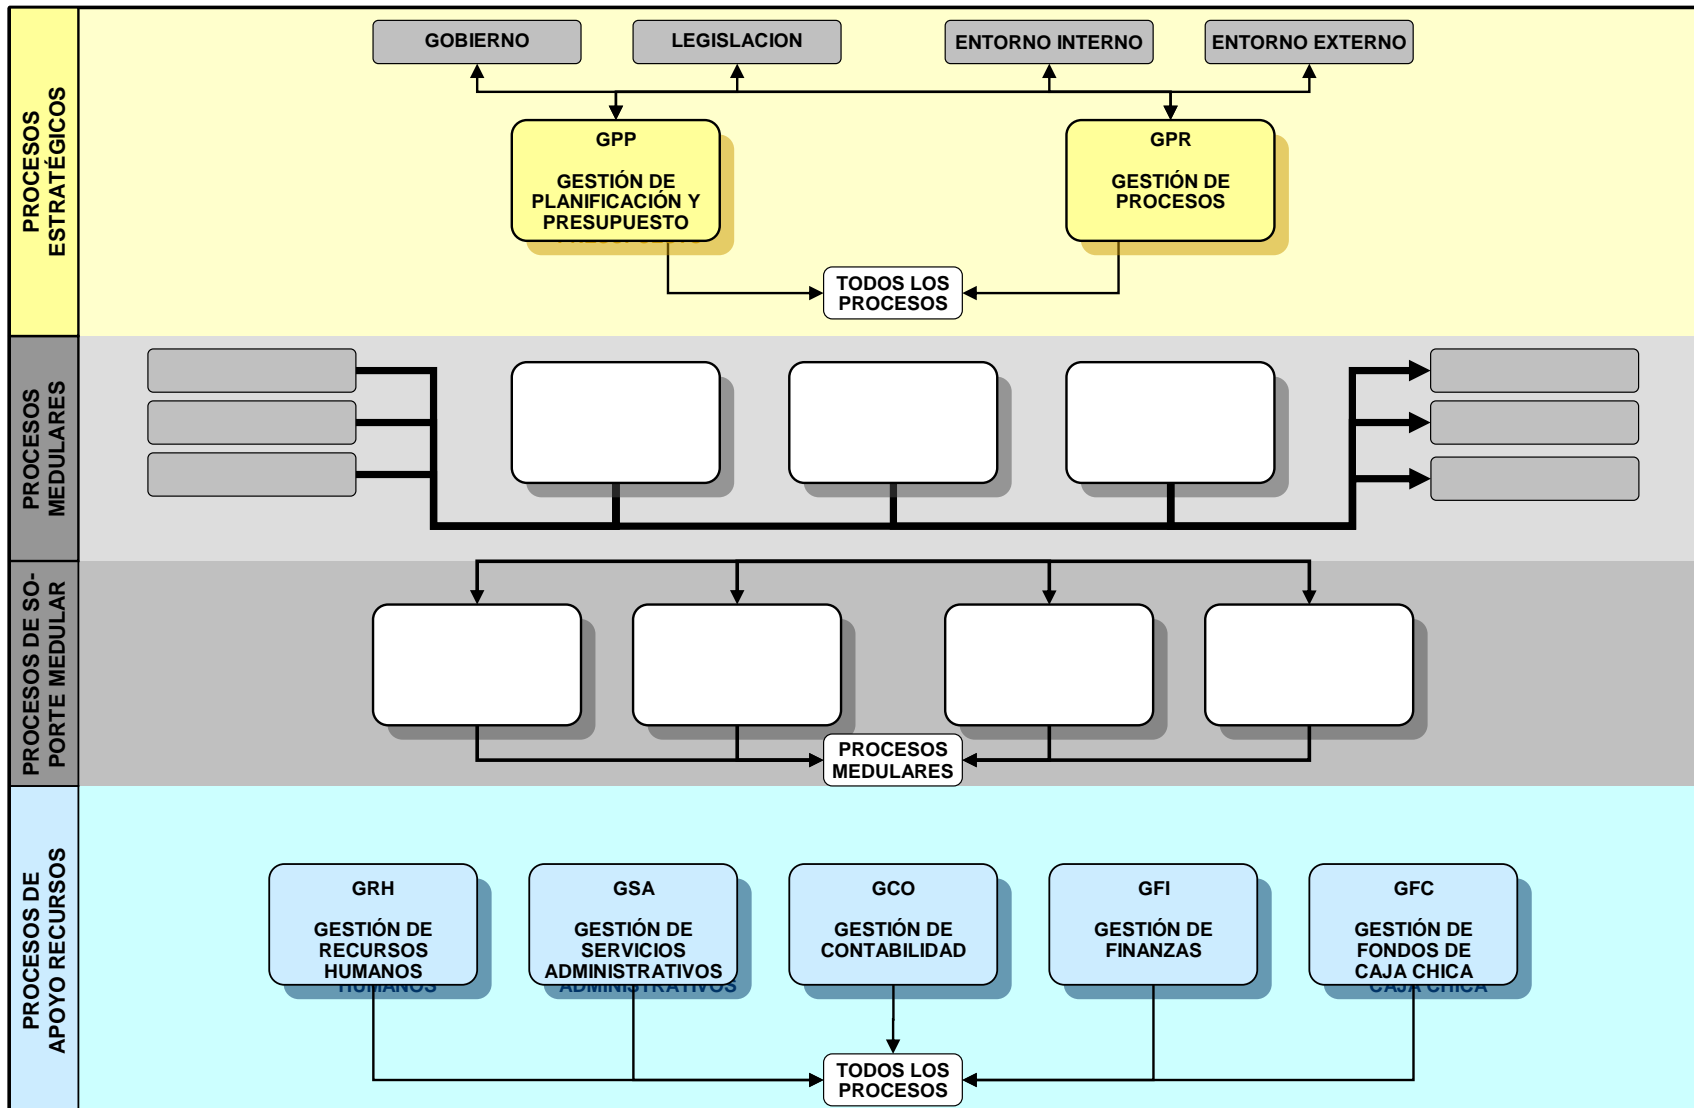 GOBIERNO
LEGISLACION
ENTORNO INTERNO
ENTORNO EXTERNO
PROCESOS
ESTRATÉGICOS
GPP
GESTIÓN DE
PLANIFICACIÓN Y
PRESUPUESTO
GPR
GESTIÓN DE
PROCESOS
TODOS LOS
PROCESOS
PROCESOS
MEDULARES
PROCESOS DE SO-
PORTE MEDULAR
PROCESOS
MEDULARES
PROCESOS DE
APOYO RECURSOS
GRH
GESTIÓN DE
RECURSOS
HUMANOS
GSA
GESTIÓN DE
SERVICIOS
ADMINISTRATIVOS
GCO
GESTIÓN DE
CONTABILIDAD
GFI
GESTIÓN DE
FINANZAS
GFC
GESTIÓN DE
FONDOS DE
CAJA CHICA
TODOS LOS
PROCESOS